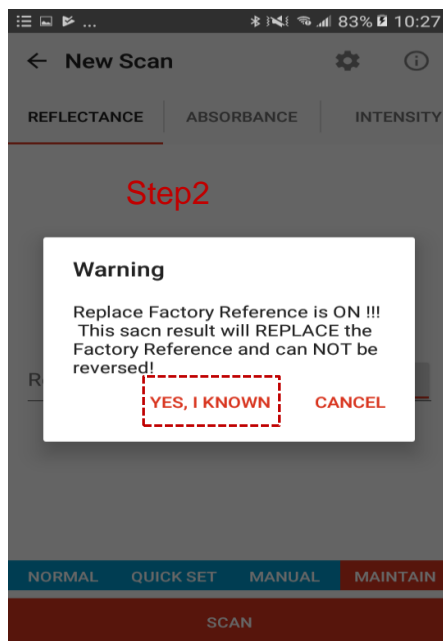 ... 83% 10:27
New Scan
REFLECTANCE ABSORBANCE INTENSITY
Step2
Warning
Replace Factory Reference is ON !!!
This sacn result will REPLACE the
Factory Reference and can NOT be
reversed!
YES, I KNOWN CANCEL
NORMAL QUICK SET MANUAL MAINTAIN
SCAN